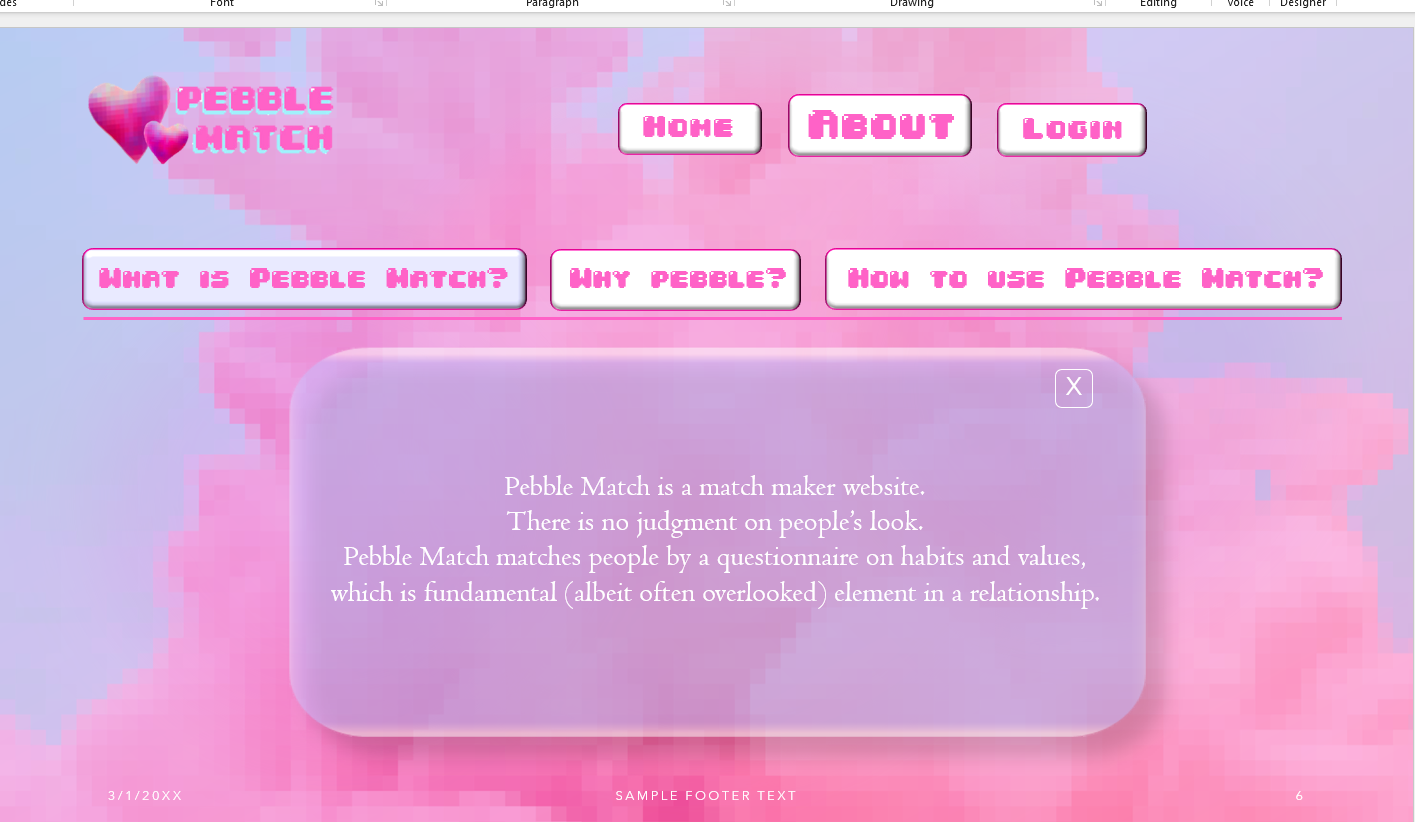 des Font Paragraph Drawing Editing Voice Designer
PEBBLE
MATCH
HOME ABOUT LOGIN
WHAT IS PEBBLE MATCH? WHY PEBBLE? HOW TO USE PEBBLE MATCH?
X
Pebble Match is a match maker website.
There is no judgment on people’s look.
Pebble Match matches people by a questionnaire on habits and values,
which is fundamental (albeit often overlooked) element in a relationship.
3/1/20XX SAMPLE FOOTER TEXT 6